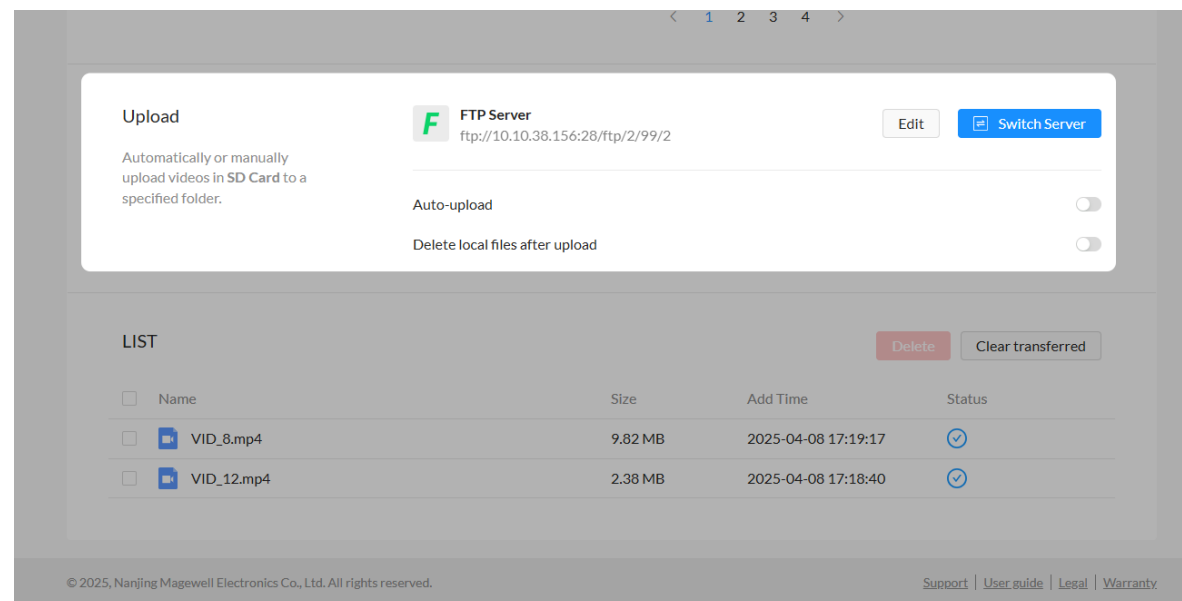 < 1 2 3 4 >
Upload
Automatically or manually
upload videos in SD Card to a
specified folder.
F
FTP Server
ftp://10.10.38.156:28/ftp/2/99/2
Edit
Switch Server
Auto-upload
Delete local files after upload
LIST
Delete
Clear transferred
Name Size Add Time Status
VID_8.mp4 9.82 MB 2025-04-08 17:19:17
VID_12.mp4 2.38 MB 2025-04-08 17:18:40
© 2025, Nanjing Magewell Electronics Co., Ltd. All rights reserved.
Support | User guide | Legal | Warranty